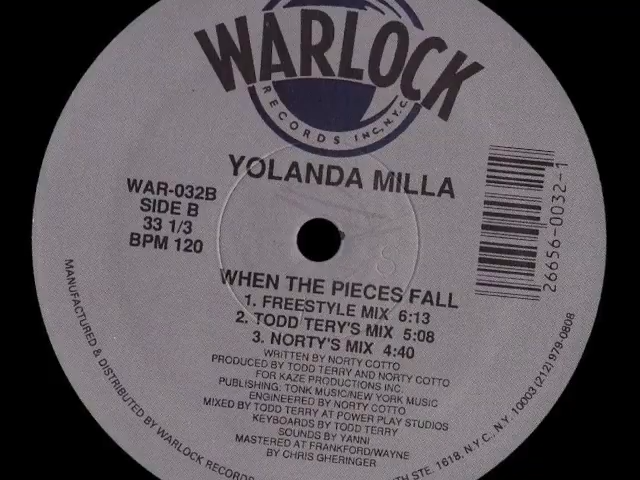 WARLOCK
RECORDS INC, N.Y.C.
YOLANDA MILLA
WAR-032B
SIDE B
33 1/3
BPM 120
26656-0032-1
WHEN THE PIECES FALL
1. FREESTYLE MIX 6:13
2. TODD TERY'S MIX 5:08
3. NORTY'S MIX 4:40
WRITTEN BY NORTY COTTO
PRODUCED BY TODD TERRY AND NORTY COTTO
FOR KAZE PRODUCTIONS INC.
PUBLISHING: TONK MUSIC/NEW YORK MUSIC
ENGINEERED BY NORTY COTTO
MIXED BY TODD TERRY AT POWER PLAY STUDIOS
KEYBOARDS BY TODD TERRY
SOUNDS BY YANNI
MASTERED AT FRANKFORD/WAYNE
BY CHRIS GHERINGER
MANUFACTURED & DISTRIBUTED BY WARLOCK RECOR
STE. 1618, N.Y.C., N.Y. 10003 (212) 979-0808